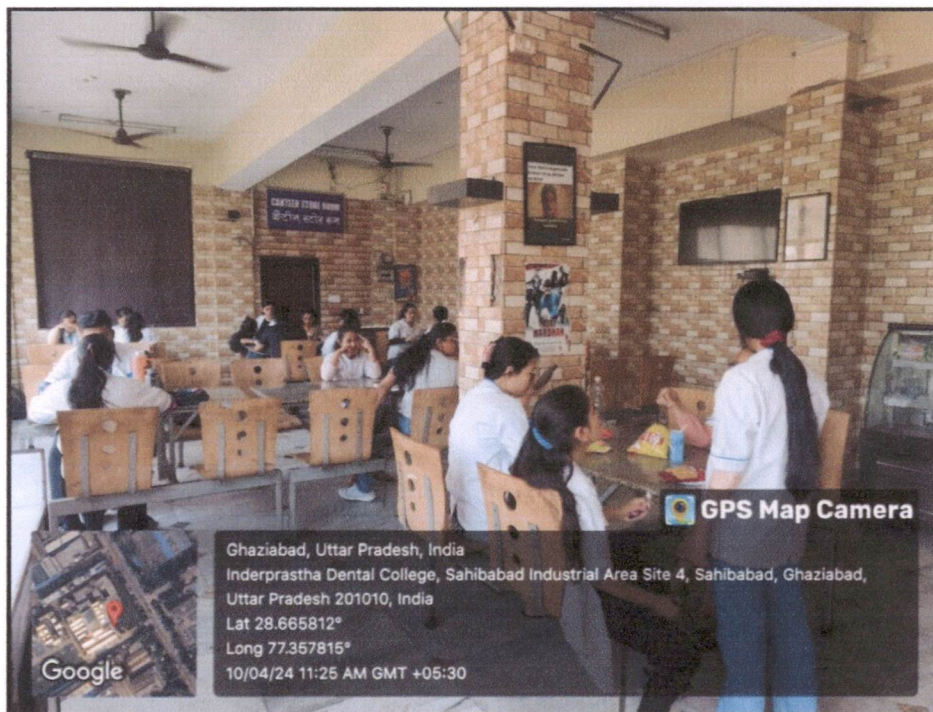 CANTEEN STORE ROOM
कैंटीन स्टोर रूम
GPS Map Camera
Ghaziabad, Uttar Pradesh, India
Inderprastha Dental College, Sahibabad Industrial Area Site 4, Sahibabad, Ghaziabad,
Uttar Pradesh 201010, India
Lat 28.665812°
Long 77.357815°
10/04/24 11:25 AM GMT +05:30
Google